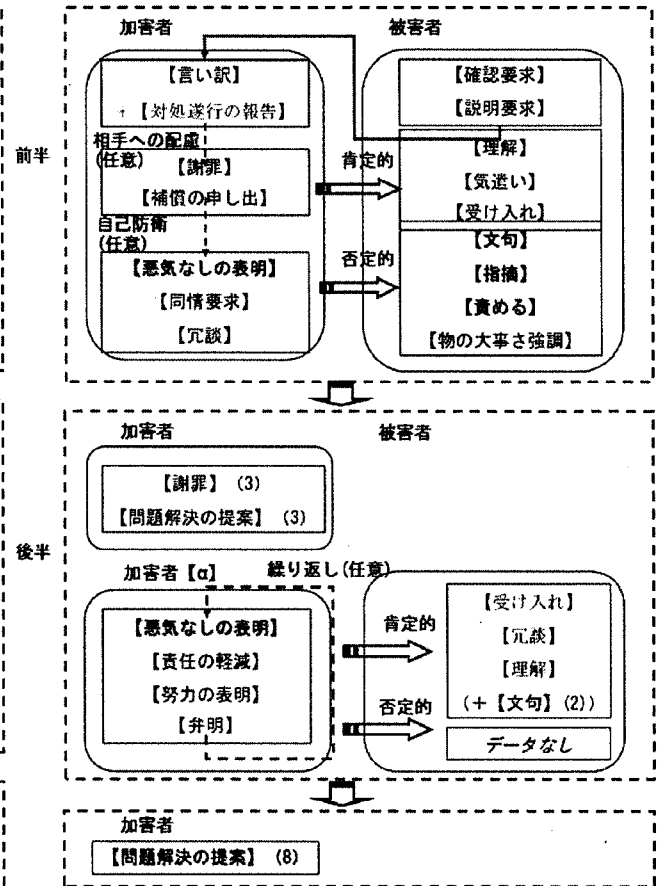 前半
加害者
被害者
【言い訳】
+【対処遂行の報告】
相手への配慮
(任意)
【謝罪】
【補償の申し出】
自己防衛
(任意)
【悪気なしの表明】
【同情要求】
【冗談】
肯定的
否定的
【確認要求】
【説明要求】
【理解】
【気遣い】
【受け入れ】
【文句】
【指摘】
【責める】
【物の大事さ強調】
後半
加害者
被害者
【謝罪】(3)
【問題解決の提案】(3)
加害者【α】
繰り返し(任意)
【悪気なしの表明】
【責任の軽減】
【努力の表明】
【弁明】
肯定的
否定的
【受け入れ】
【冗談】
【理解】
(+【文句】(2))
データなし
加害者
【問題解決の提案】(8)